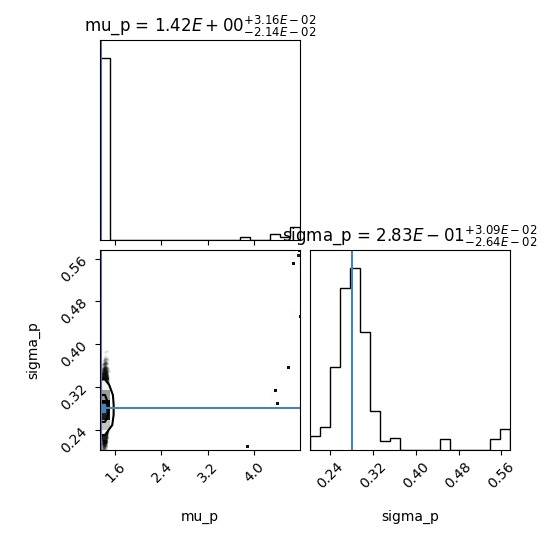 mu_p = 1.42E+00^{+3.16E-02}_{-2.14E-02}
sigma_p = 2.83E-01^{+3.09E-02}_{-2.64E-02}
sigma_p
0.56
0.48
0.40
0.32
0.24
1.6 2.4 3.2 4.0
0.24 0.32 0.40 0.48 0.56
mu_p
sigma_p